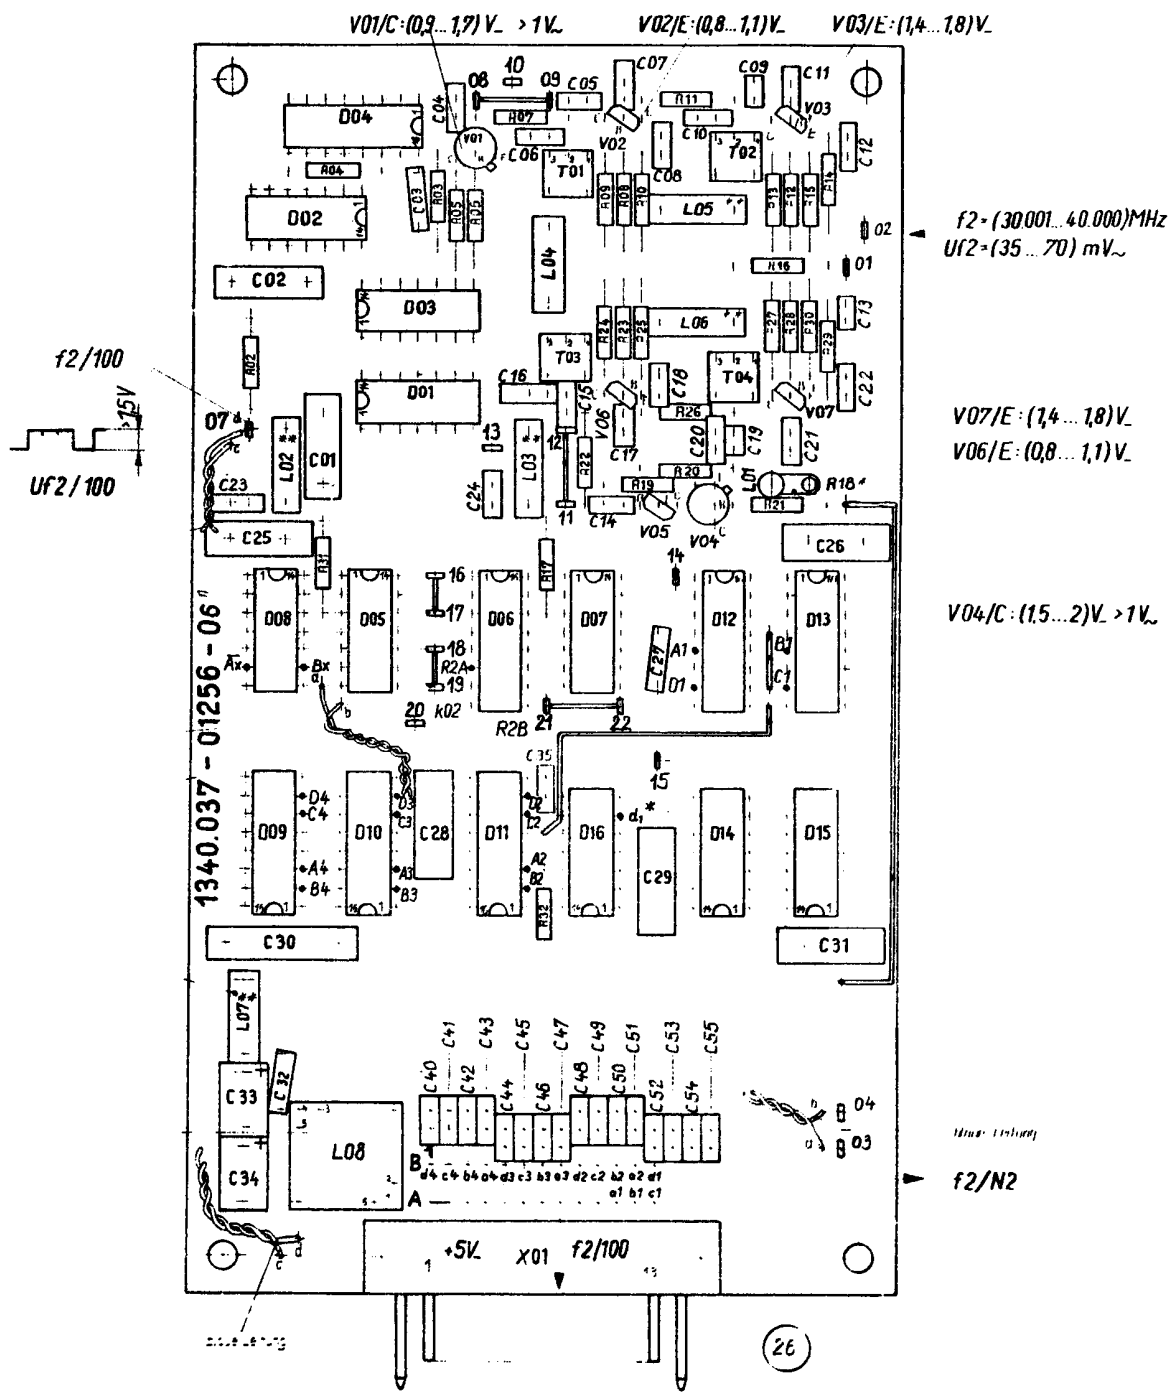 V01/C:(0,9...1,7)V_ >1V~ V02/E:(0,8...1,1)V_ V03/E:(1,4...1,8)V_
10 C07 C09 C11
08 09 C05 R11 V03
C04 R07 C10 E
D04 V01 C06 V02 T02 C12
R04 T01 C08 R14
C03 R03 R05 R06 R09 R08 R10 R13 R12 R15
D02 L05 02
f2=(30.001...40.000)MHz
Uf2=(35...70)mV~
L04 R16 01
C02
D03 R24 R23 R25 L06 R27 R28 R30 C13
R29
f2/100 R02 T03 T04 C22
D01 C16 C15 C18 V07
>1,5V
07 d V06 R26
c 13 12 C17 C20 C19 C21
V07/E:(1,4...1,8)V_
V06/E:(0,8...1,1)V_
Uf2/100 L02** C01 L03** R22 R20
C23 C24 R19 L01 R18*
11 C14 V05 V04 R21
C25 C26
R31 R17 14
16
D08 D05 17 D06 D07 D12 D13
V04/C:(1,5...2)V_ >1V~
18 A1 B1
Ax Bx R2A C27
a 19 D1 C1
b 20 k02 21 22
R2B
C35 15
D4 D3 D2 d1*
C4 C3 C2
D09 D10 C28 D11 D16 D14 D15
A4 A3 A2 C29
B4 B3 B2
R32
C30 C31
1340.037-01256-06
L07**
C41 C43 C45 C47 C49 C51 C53 C55
C40 C42 C44 C46 C48 C50 C52 C54
C33 C32
04
03
L08
C34 B
d4 c4 b4 a4 d3 c3 b3 a3 d2 c2 b2 a2 d1
a1 b1 c1
A
f2/N2
d
c
+5V_ X01 f2/100
1 13
26